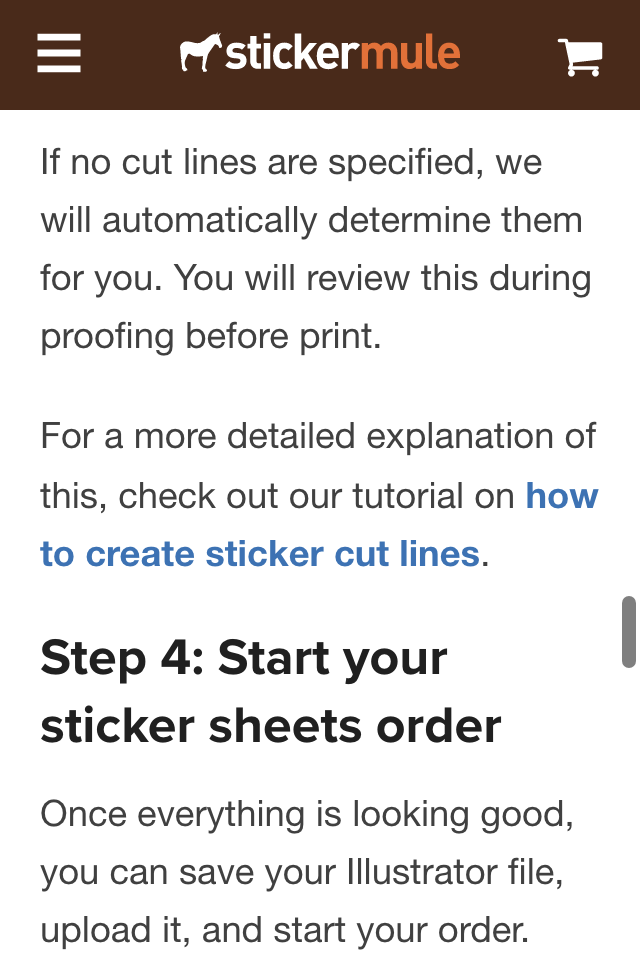 stickermule
If no cut lines are specified, we
will automatically determine them
for you. You will review this during
proofing before print.
For a more detailed explanation of
this, check out our tutorial on how
to create sticker cut lines.
Step 4: Start your
sticker sheets order
Once everything is looking good,
you can save your Illustrator file,
upload it, and start your order.